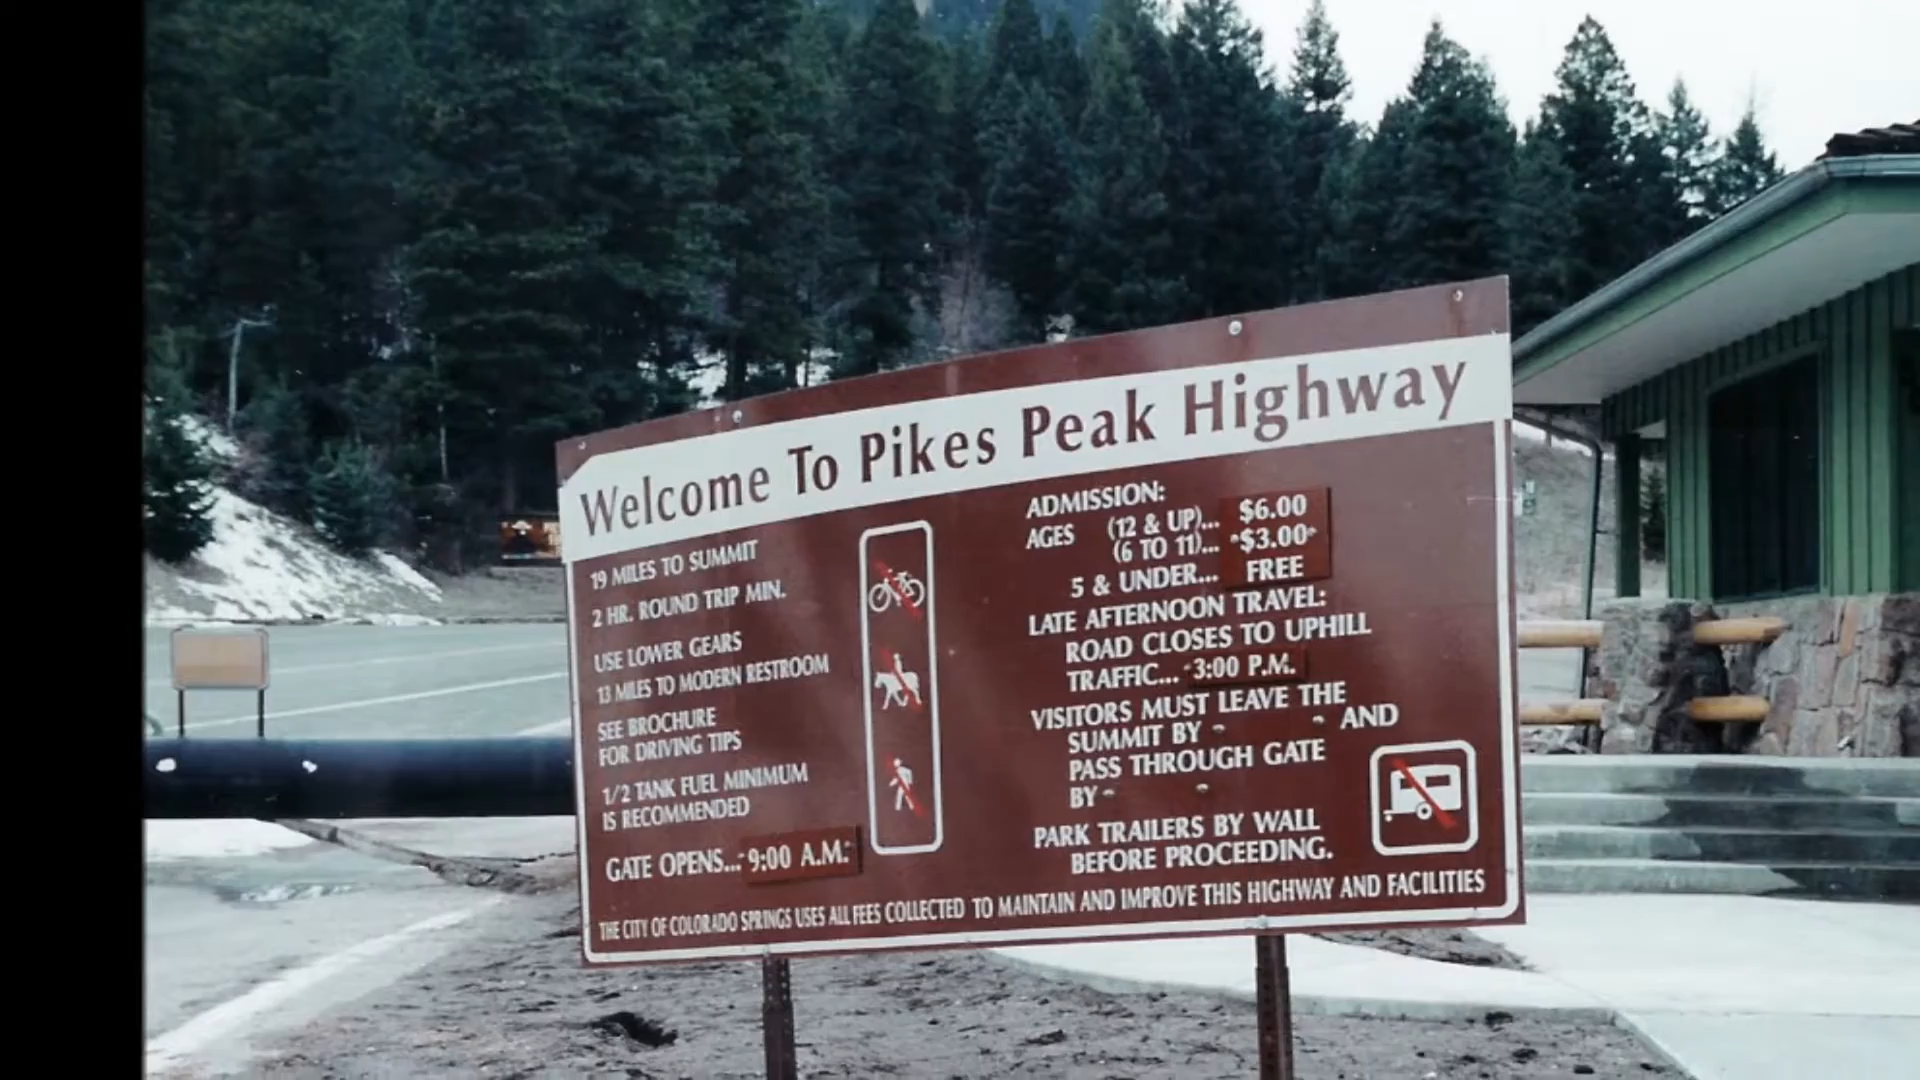 Welcome To Pikes Peak Highway
19 MILES TO SUMMIT
2 HR. ROUND TRIP MIN.
USE LOWER GEARS
13 MILES TO MODERN RESTROOM
SEE BROCHURE
FOR DRIVING TIPS
1/2 TANK FUEL MINIMUM
IS RECOMMENDED
GATE OPENS... 9:00 A.M.
ADMISSION:
AGES (12 & UP)... $6.00
(6 TO 11)... $3.00
5 & UNDER... FREE
LATE AFTERNOON TRAVEL:
ROAD CLOSES TO UPHILL
TRAFFIC... 3:00 P.M.
VISITORS MUST LEAVE THE
SUMMIT BY AND
PASS THROUGH GATE
BY
PARK TRAILERS BY WALL
BEFORE PROCEEDING.
THE CITY OF COLORADO SPRINGS USES ALL FEES COLLECTED TO MAINTAIN AND IMPROVE THIS HIGHWAY AND FACILITIES